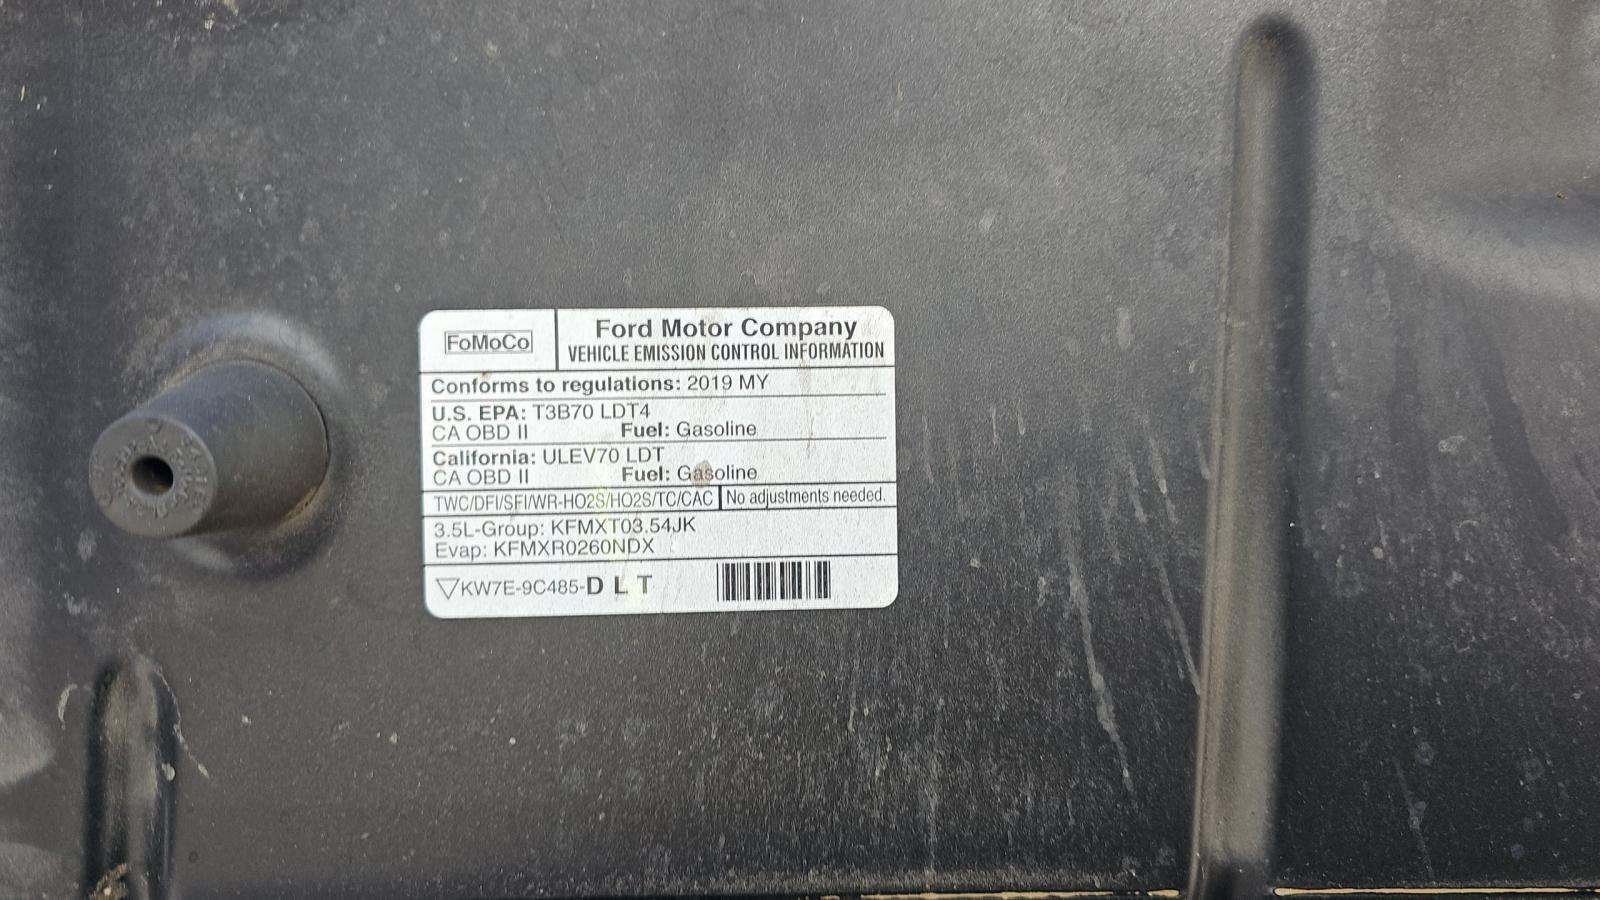 FoMoCo
Ford Motor Company
VEHICLE EMISSION CONTROL INFORMATION
Conforms to regulations: 2019 MY
U.S. EPA: T3B70 LDT4
CA OBD II Fuel: Gasoline
California: ULEV70 LDT
CA OBD II Fuel: Gasoline
TWC/DFI/SFI/WR-HO2S/HO2S/TC/CAC No adjustments needed.
3.5L-Group: KFMXT03.54JK
Evap: KFMXR0260NDX
KW7E-9C485-D L T